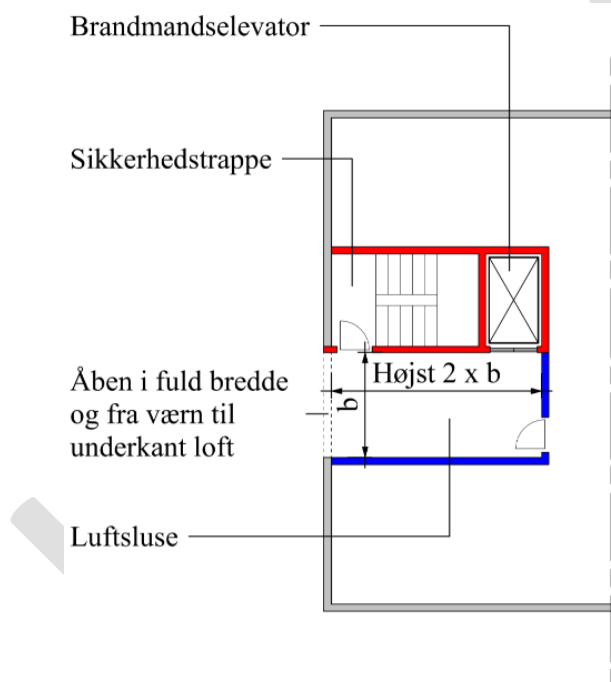 Brandmandselevator
Sikkerhedstrappe
Åben i fuld bredde
og fra værn til
underkant loft
Højst 2 x b
b
Luftsluse